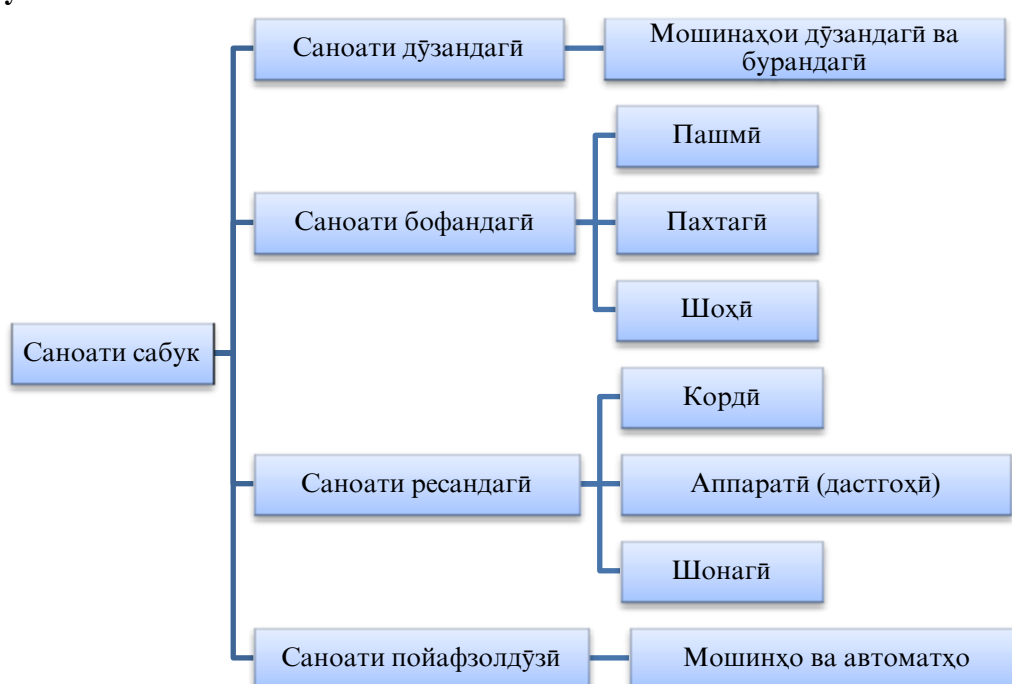 Саноати дӯзандагӣ
Мошинаҳои дӯзандагӣ ва
бурандагӣ
Пашмӣ
Саноати бофандагӣ
Пахтагӣ
Шоҳӣ
Саноати сабук
Кордӣ
Саноати ресандагӣ
Аппаратӣ (дастгоҳӣ)
Шонагӣ
Саноати пойафзолдӯзӣ
Мошинҳо ва автоматҳо